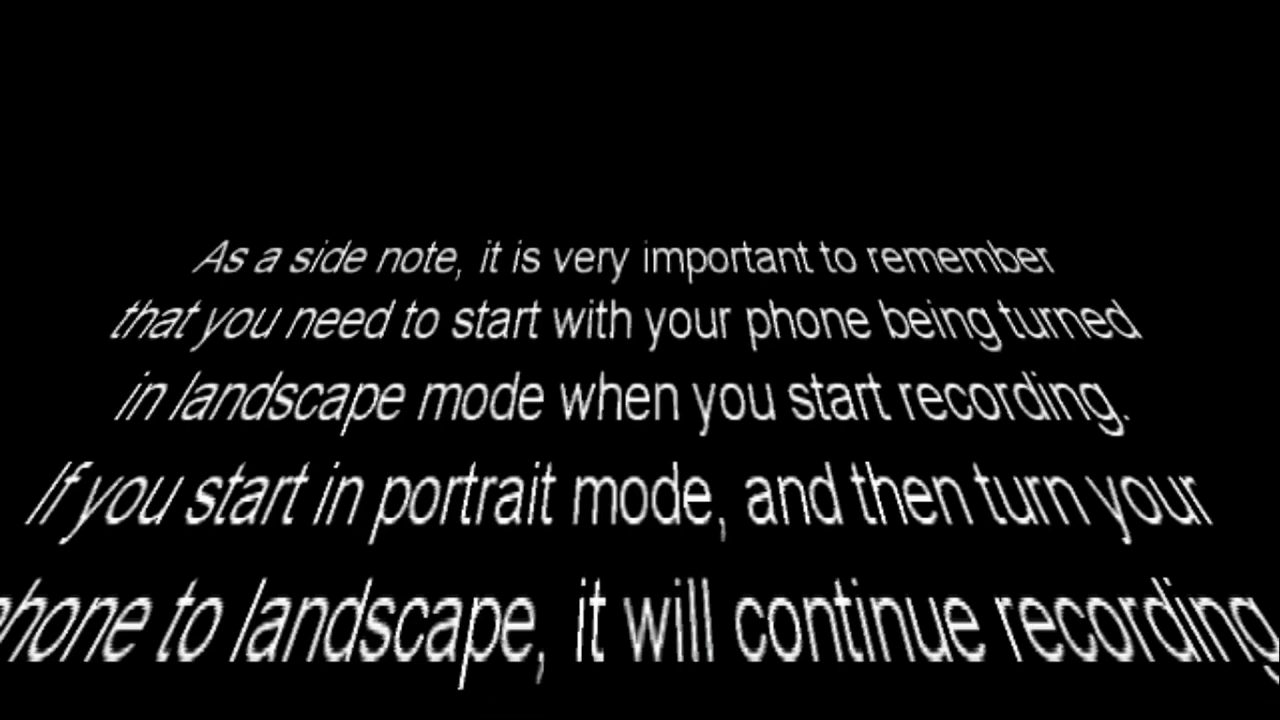 As a side note, it is very important to remember
that you need to start with your phone being turned
in landscape mode when you start recording.
If you start in portrait mode, and then turn your
phone to landscape, it will continue recording